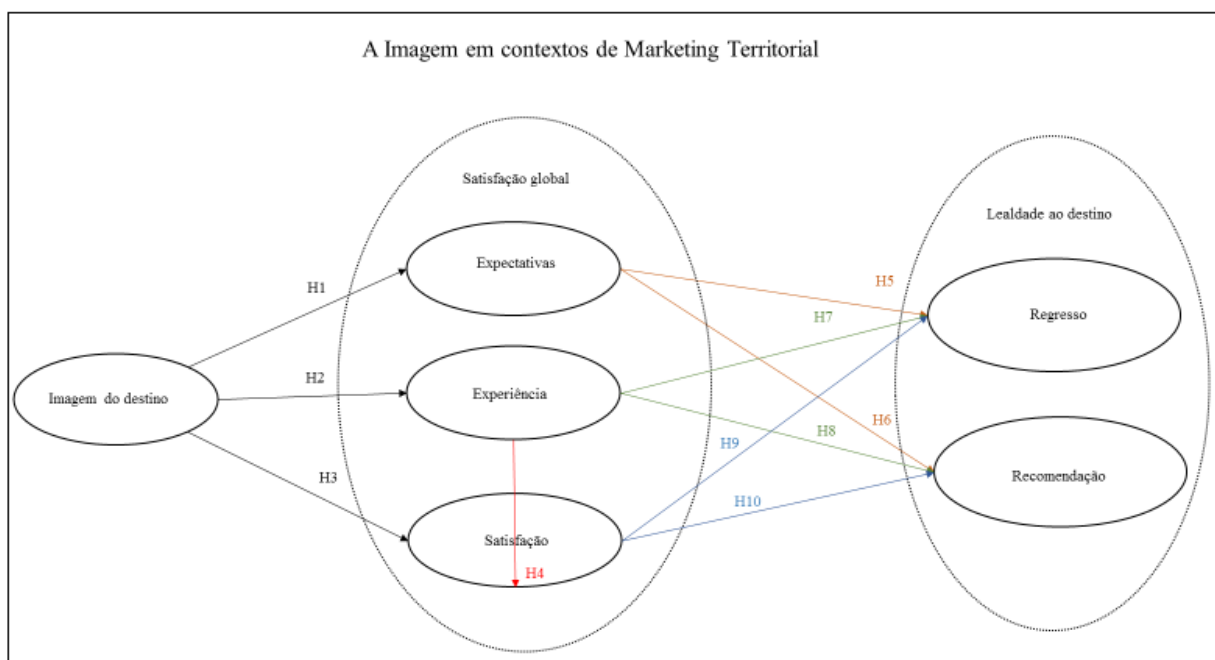 A Imagem em contextos de Marketing Territorial
Satisfação global
Lealdade ao destino
Expectativas
H5
H1
H7
Regresso
H2
Experiência
Imagem do destino
H6
H8
H9
H3
Recomendação
H10
Satisfação
H4